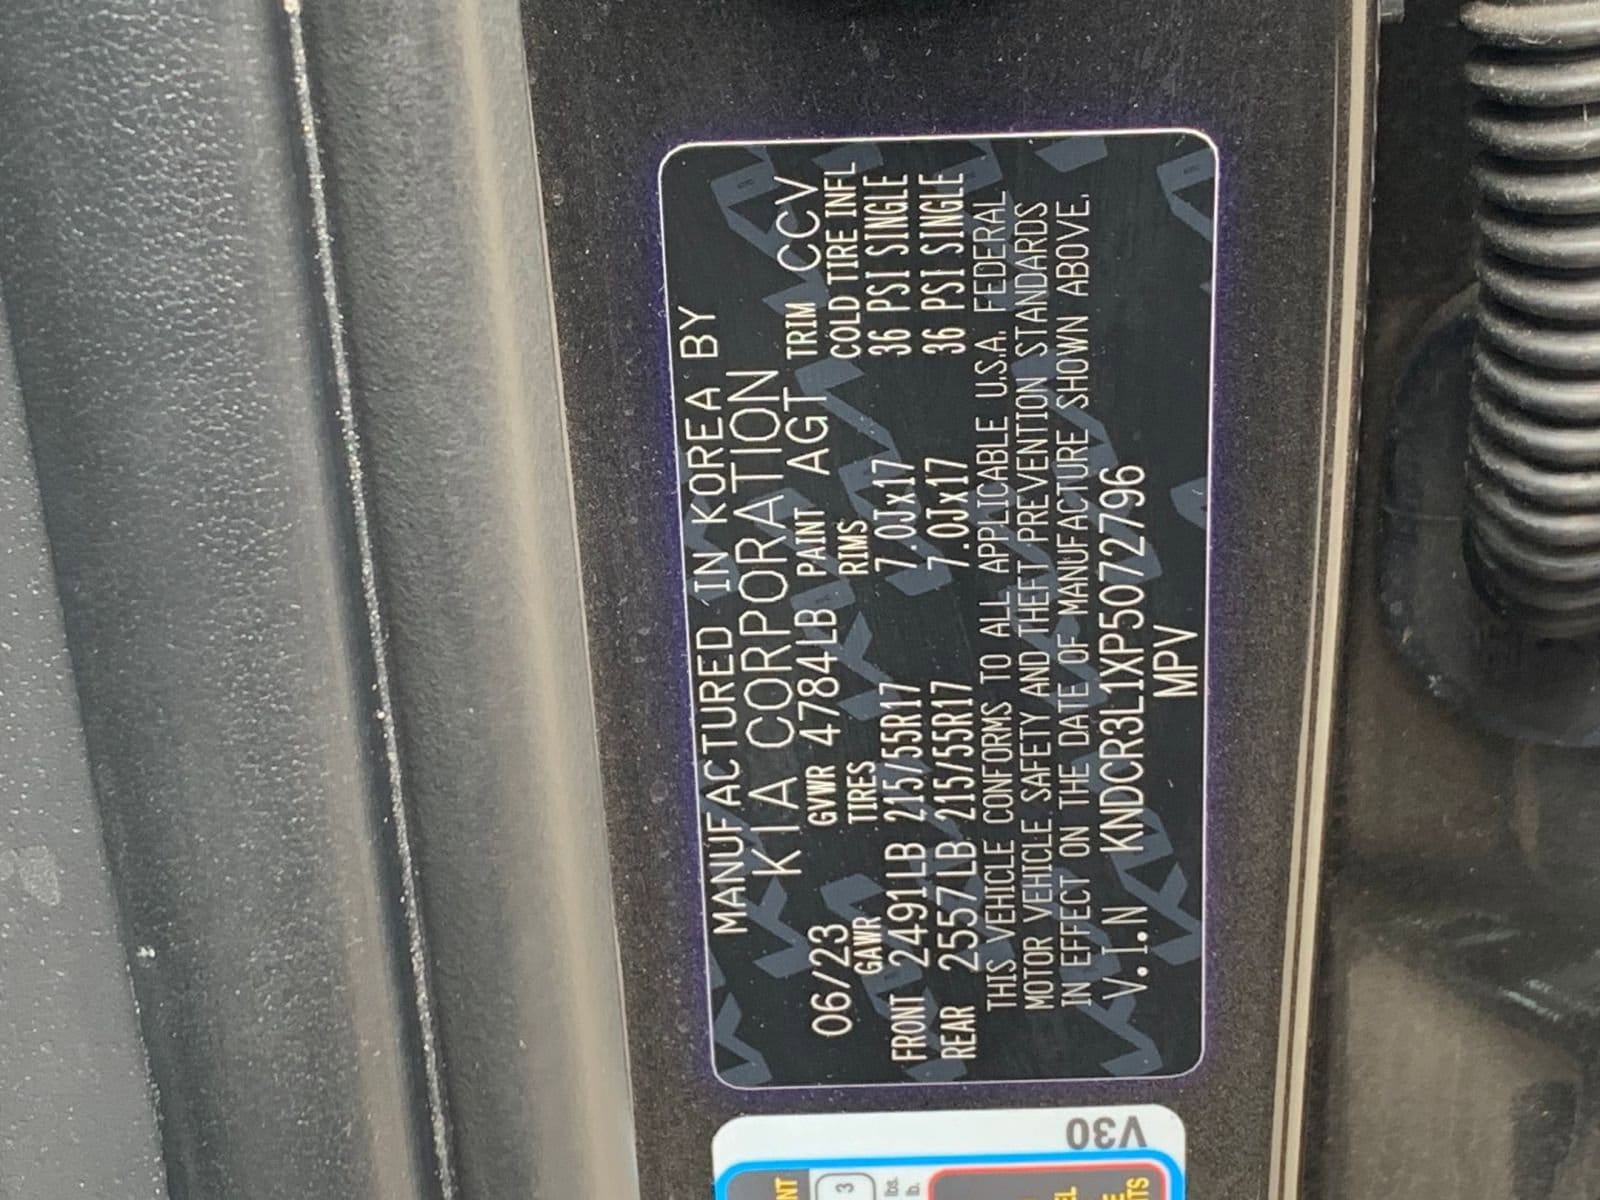 MANUFACTURED IN KOREA BY
KIA CORPORATION
06/23 GVWR 4784LB PAINT AGT TRIM CCV
GAWR TIRES RIMS COLD TIRE INFL
FRONT 2491LB 215/55R17 7.0Jx17 36 PSI SINGLE
REAR 2557LB 215/55R17 7.0Jx17 36 PSI SINGLE
THIS VEHICLE CONFORMS TO ALL APPLICABLE U.S.A. FEDERAL
MOTOR VEHICLE SAFETY AND THEFT PREVENTION STANDARDS
IN EFFECT ON THE DATE OF MANUFACTURE SHOWN ABOVE.
V.I.N KNDCR3L1XP5072796
MPV
V30
3
lbs.